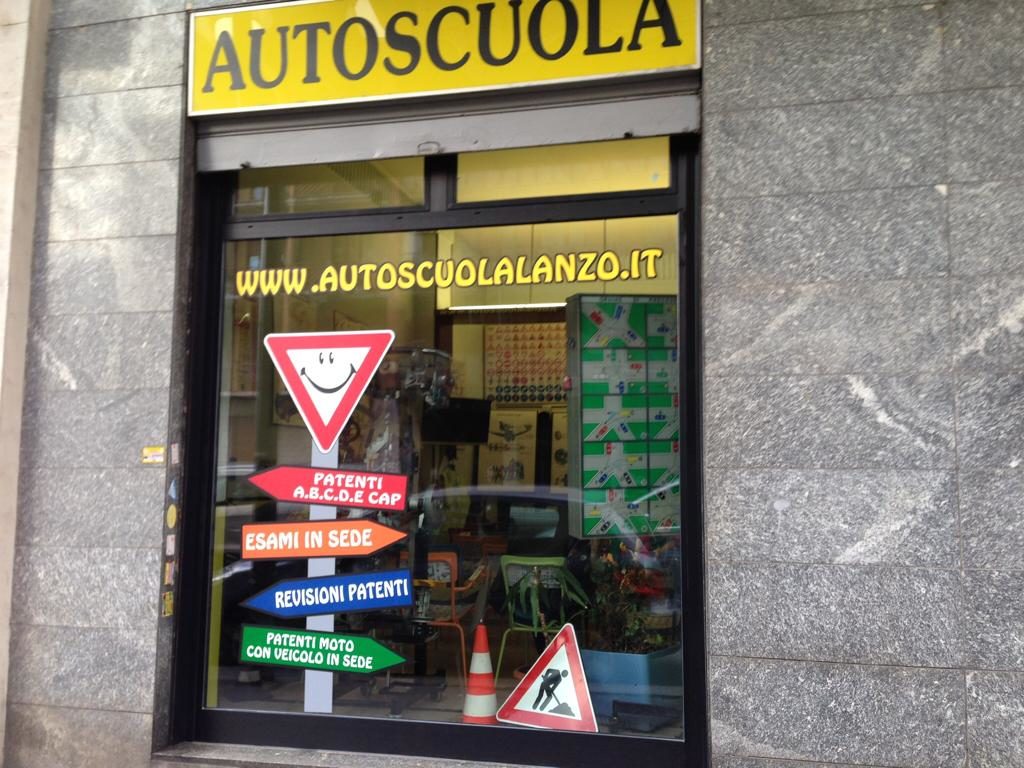 AUTOSCUOLA
WWW.AUTOSCUOLALANZO.IT
PATENTI
A.B.C.D.E CAP
ESAMI IN SEDE
REVISIONI PATENTI
PATENTI MOTO
CON VEICOLO IN SEDE